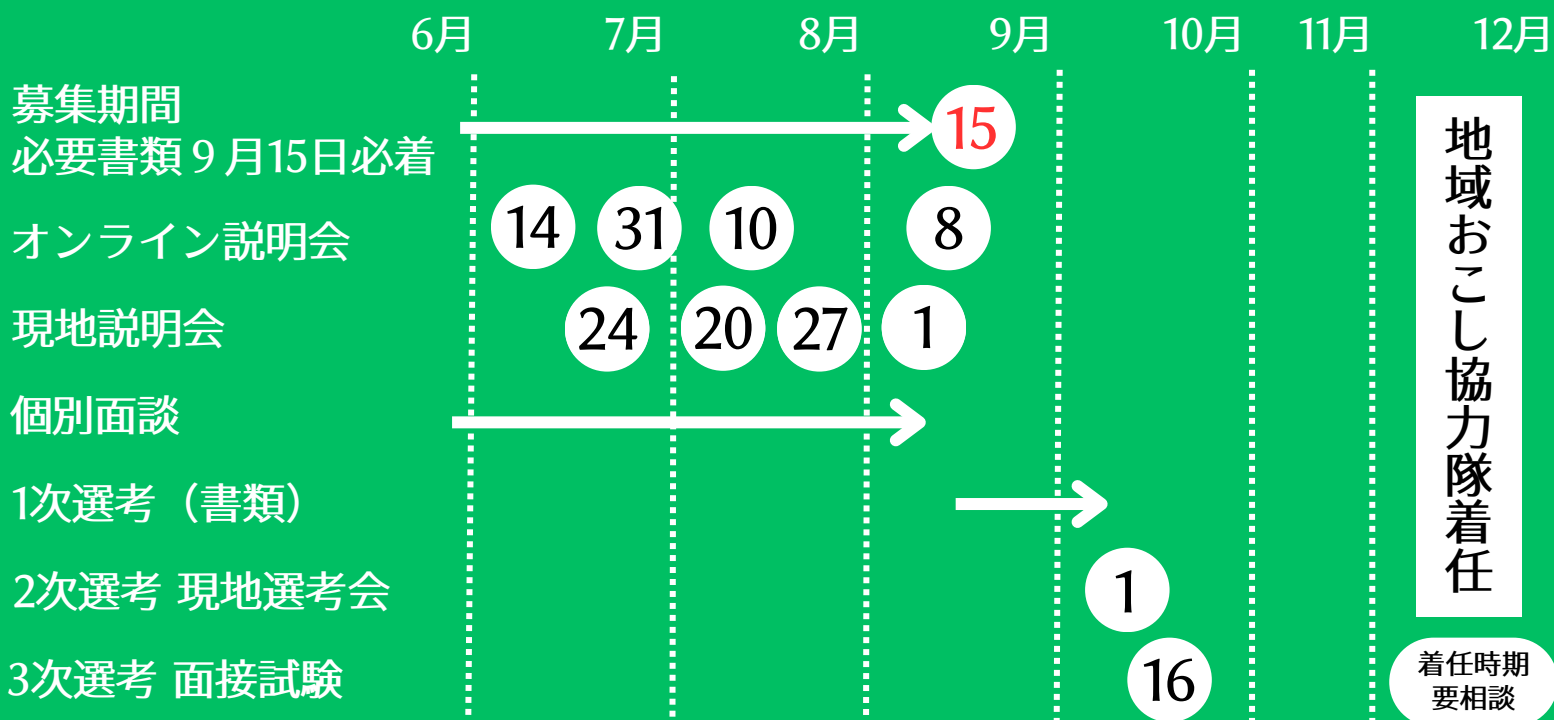 6月 7月 8月 9月 10月 11月 12月
募集期間
必要書類 9 月15日必着
15
オンライン説明会
14 31 10 8
現地説明会
24 20 27 1
個別面談
1次選考（書類）
2次選考 現地選考会
1
3次選考 面接試験
16
地域おこし協力隊着任
着任時期
要相談